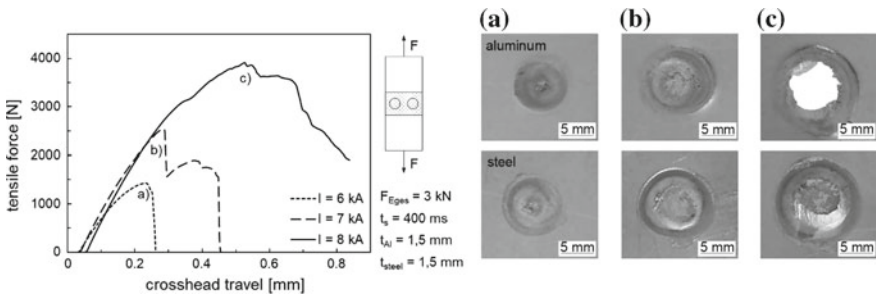 4000
3000
2000
1000
0
tensile force [N]
0.0 0.2 0.4 0.6 0.8
crosshead travel [mm]
a)
b)
c)
I = 6 kA
I = 7 kA
I = 8 kA
F
F
F_Eges = 3 kN
t_s = 400 ms
t_Al = 1,5 mm
t_steel = 1,5 mm
(a) (b) (c)
aluminum
5 mm 5 mm 5 mm
steel
5 mm 5 mm 5 mm